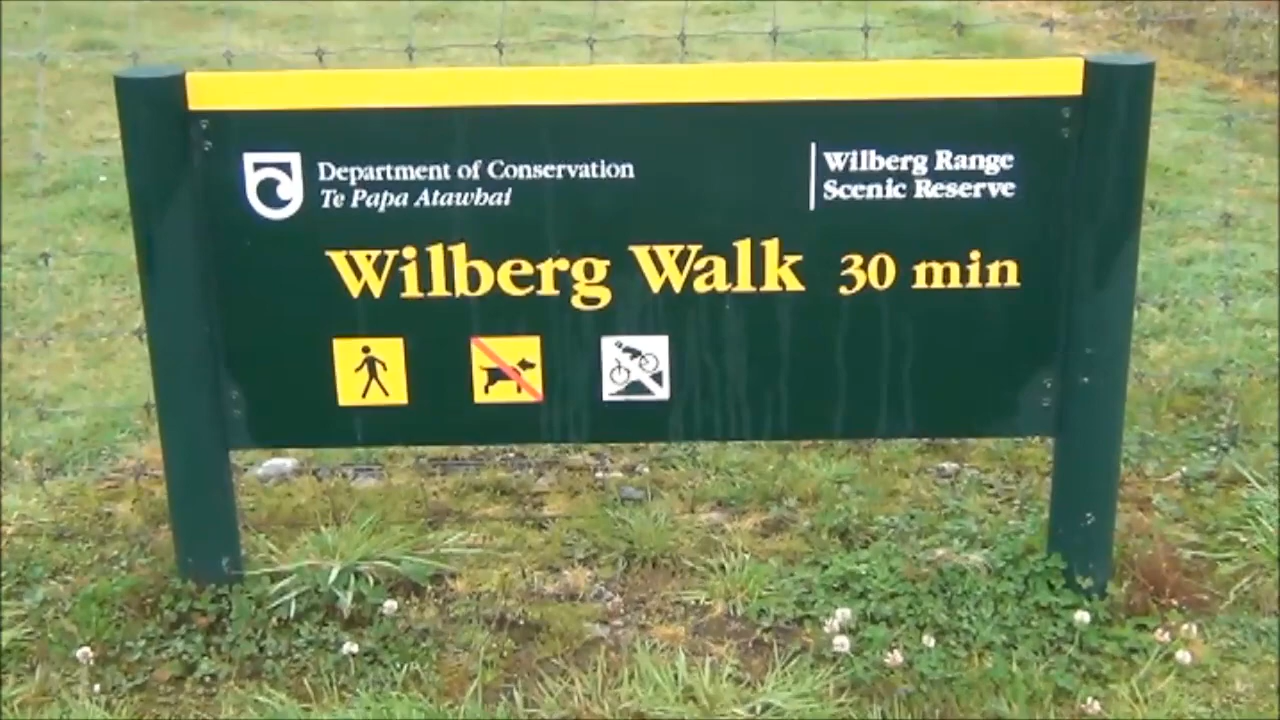 Department of Conservation
Te Papa Atawhai
Wilberg Range
Scenic Reserve
Wilberg Walk 30 min